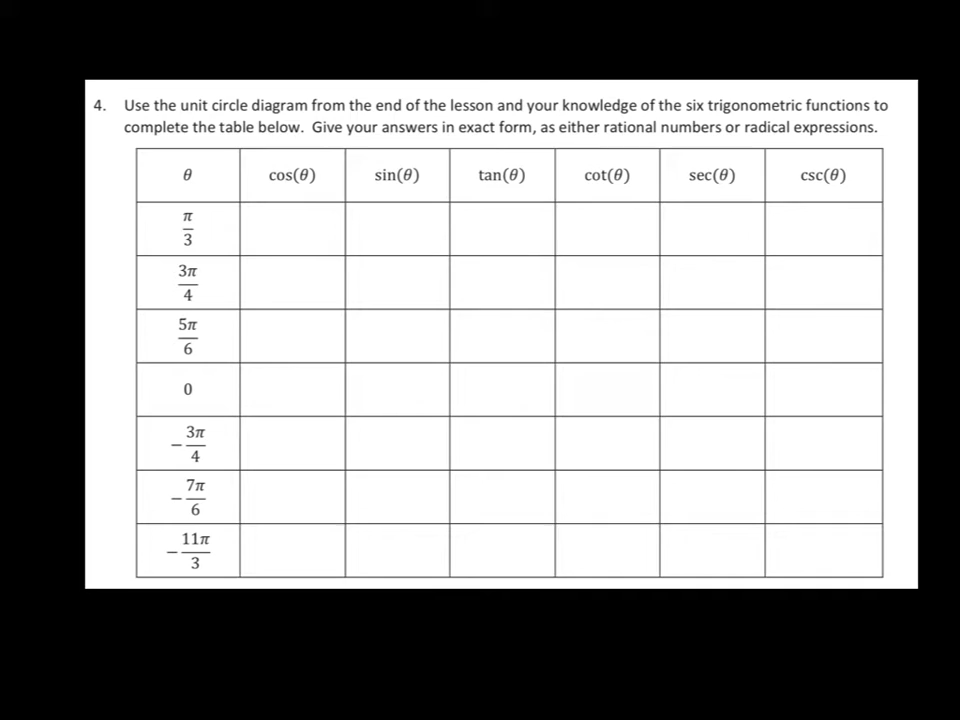 4. Use the unit circle diagram from the end of the lesson and your knowledge of the six trigonometric functions to
complete the table below. Give your answers in exact form, as either rational numbers or radical expressions.
θ cos(θ) sin(θ) tan(θ) cot(θ) sec(θ) csc(θ)
π
3
3π
4
5π
6
0
− 3π
4
− 7π
6
− 11π
3